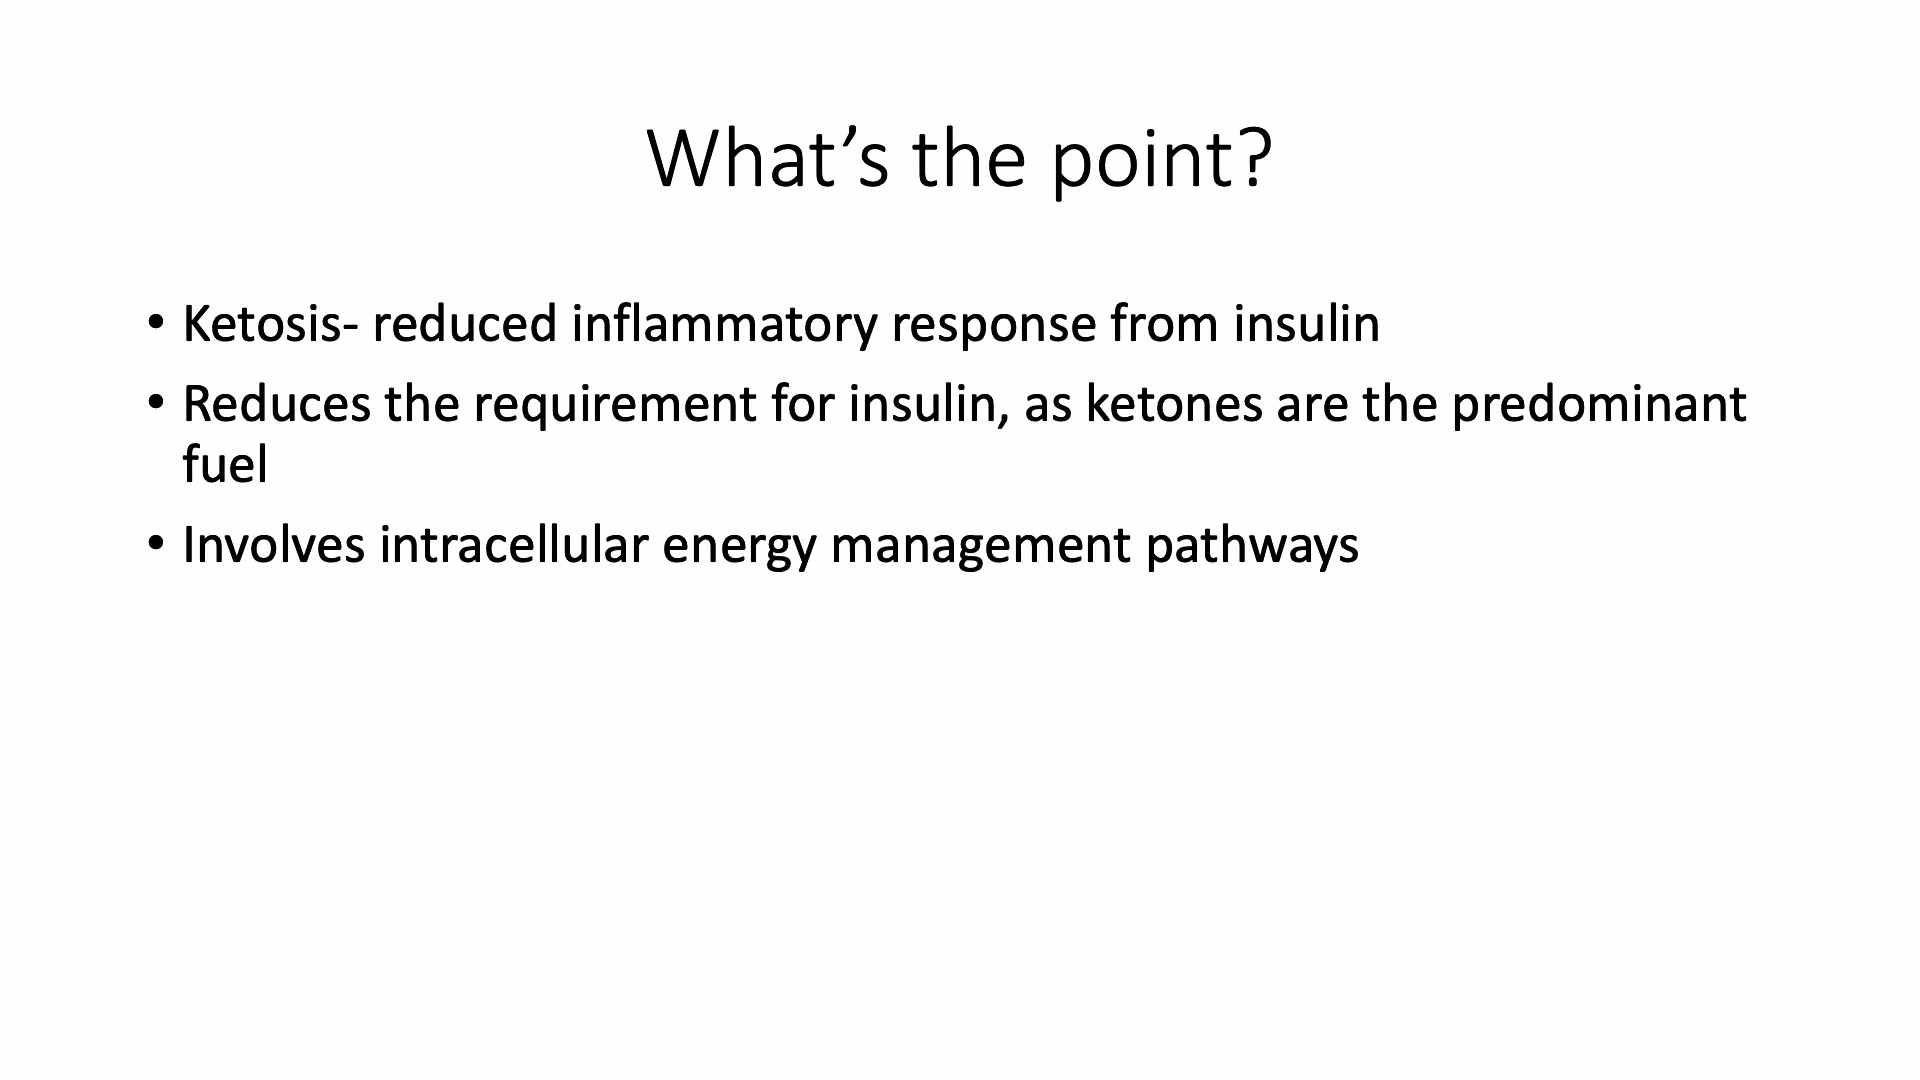 What’s the point?
• Ketosis- reduced inflammatory response from insulin
• Reduces the requirement for insulin, as ketones are the predominant
fuel
• Involves intracellular energy management pathways